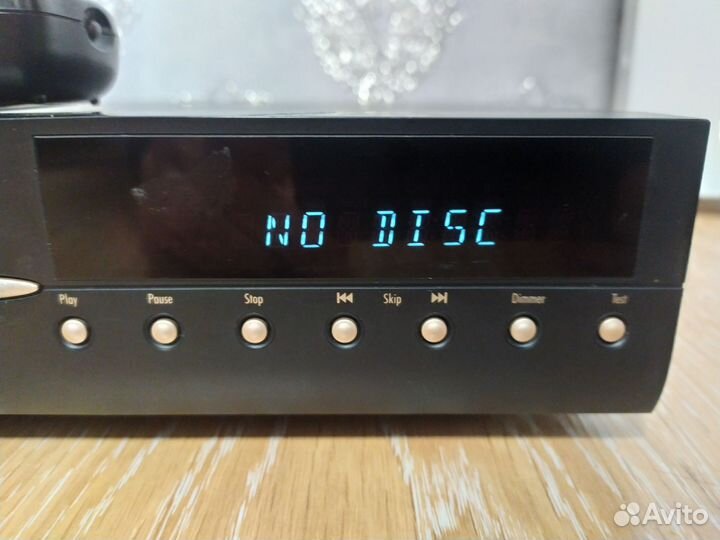 NO DISC
Play Pause Stop ⏮ Skip ⏭ Dimmer Test
Avito